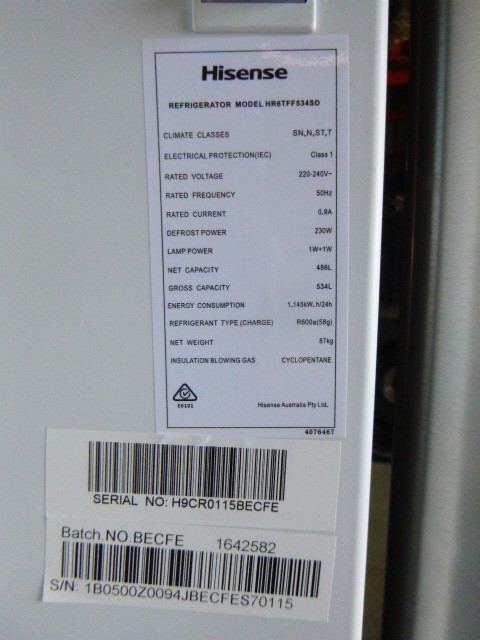 Hisense
REFRIGERATOR MODEL HR6TFF534SD
CLIMATE CLASSES SN,N,ST,T
ELECTRICAL PROTECTION(IEC) Class 1
RATED VOLTAGE 220-240V~
RATED FREQUENCY 50Hz
RATED CURRENT 0.9A
DEFROST POWER 230W
LAMP POWER 1W+1W
NET CAPACITY 486L
GROSS CAPACITY 534L
ENERGY CONSUMPTION 1.145kW.h/24h
REFRIGERANT TYPE (CHARGE) R600a(58g)
NET WEIGHT 87kg
INSULATION BLOWING GAS CYCLOPENTANE
E6101 Hisense Australia Pty Ltd.
4076467
SERIAL NO: H9CR0115BECFE
Batch.NO.BECFE 1642582
S/N: 1B0500Z0094JBECFES70115